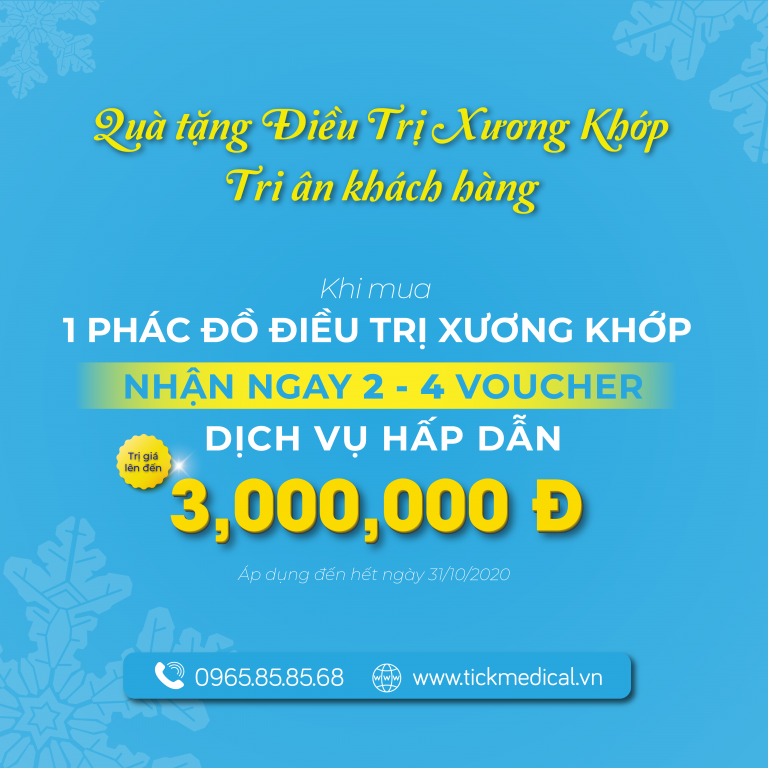 Quà tặng Điều Trị Xương Khớp
Tri ân khách hàng
Khi mua
1 PHÁC ĐỒ ĐIỀU TRỊ XƯƠNG KHỚP
NHẬN NGAY 2 - 4 VOUCHER
DỊCH VỤ HẤP DẪN
Trị giá
lên đến
3,000,000 Đ
Áp dụng đến hết ngày 31/10/2020
0965.85.85.68
www www.tickmedical.vn